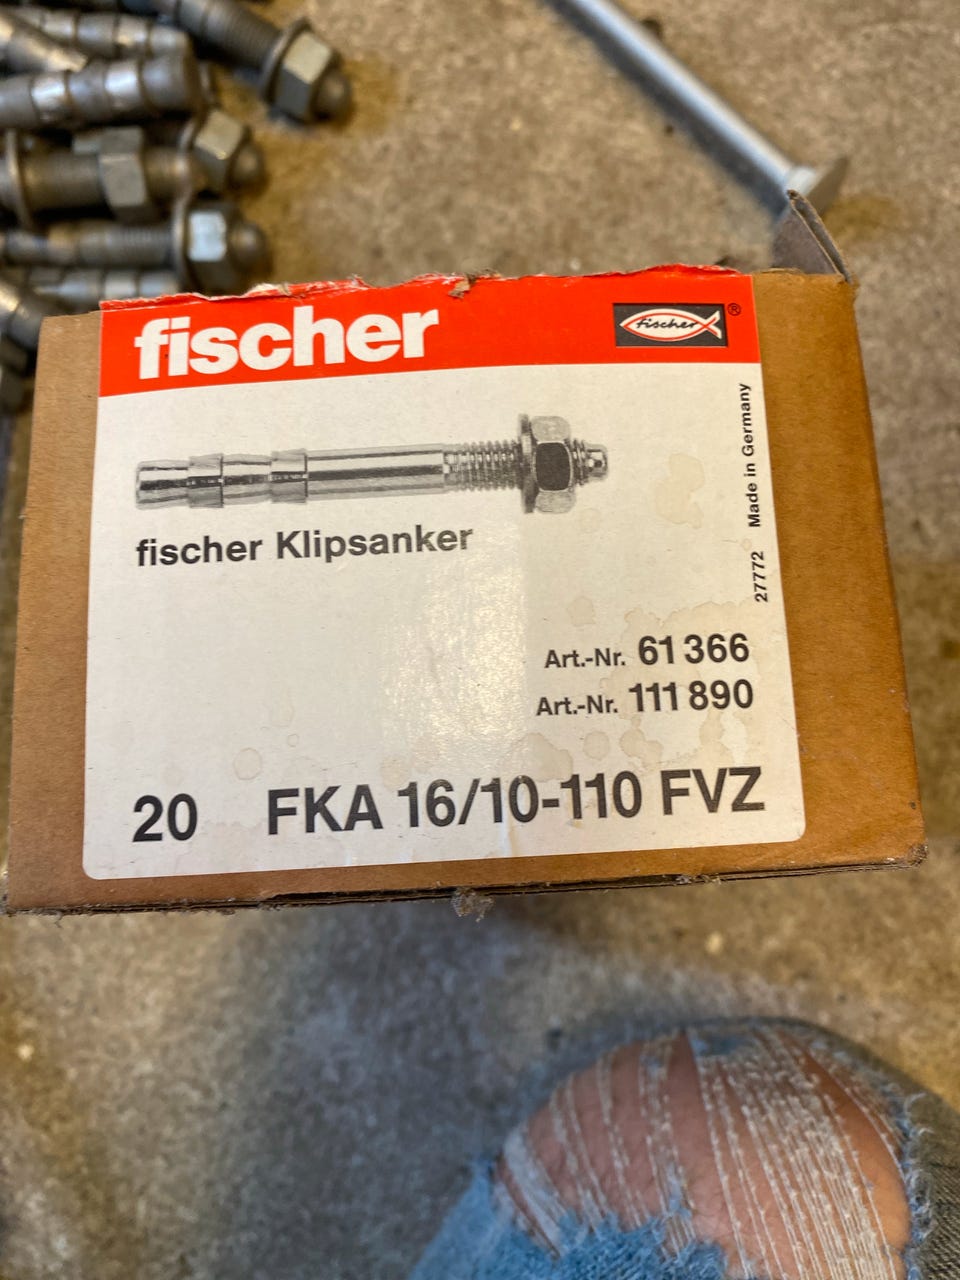 fischer
fischer ®
fischer Klipsanker
27772 Made in Germany
Art.-Nr. 61 366
Art.-Nr. 111 890
20 FKA 16/10-110 FVZ